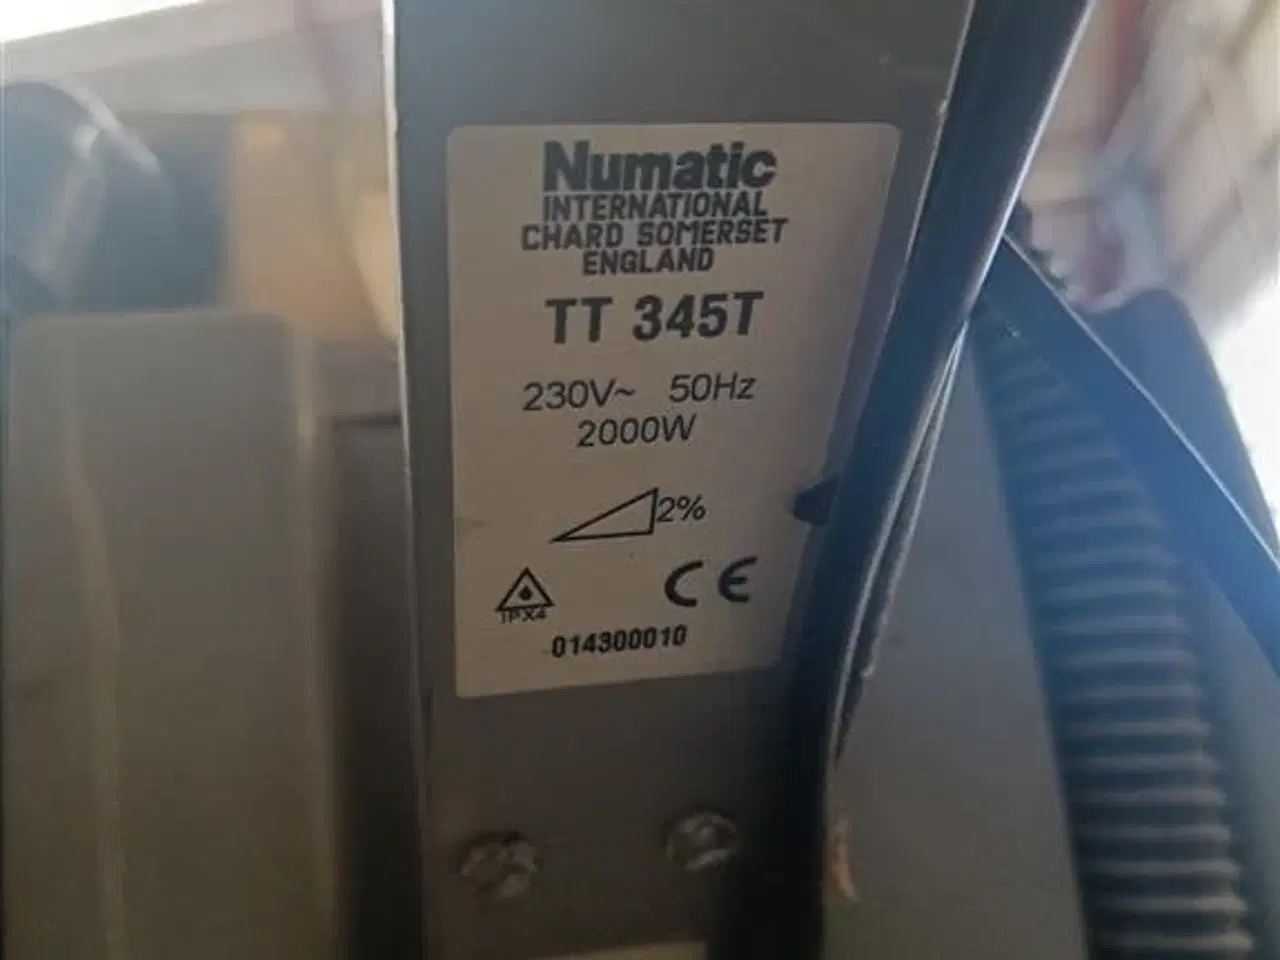 Numatic
INTERNATIONAL
CHARD SOMERSET
ENGLAND
TT 345T
230V~ 50Hz
2000W
2%
IPX4
CE
014300010